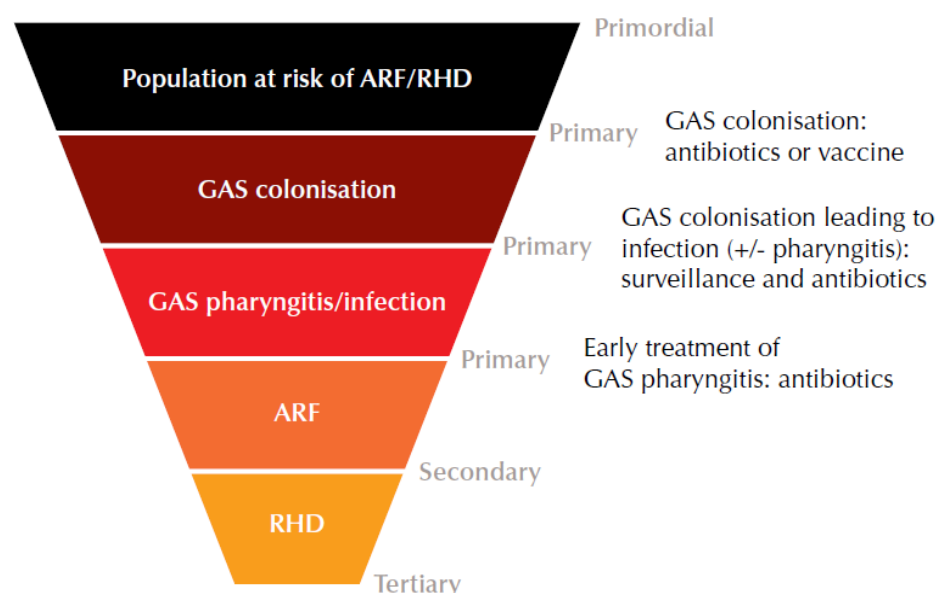 Primordial
Population at risk of ARF/RHD
Primary
GAS colonisation:
antibiotics or vaccine
GAS colonisation
Primary
GAS colonisation leading to
infection (+/- pharyngitis):
surveillance and antibiotics
GAS pharyngitis/infection
Primary
Early treatment of
GAS pharyngitis: antibiotics
ARF
Secondary
RHD
Tertiary